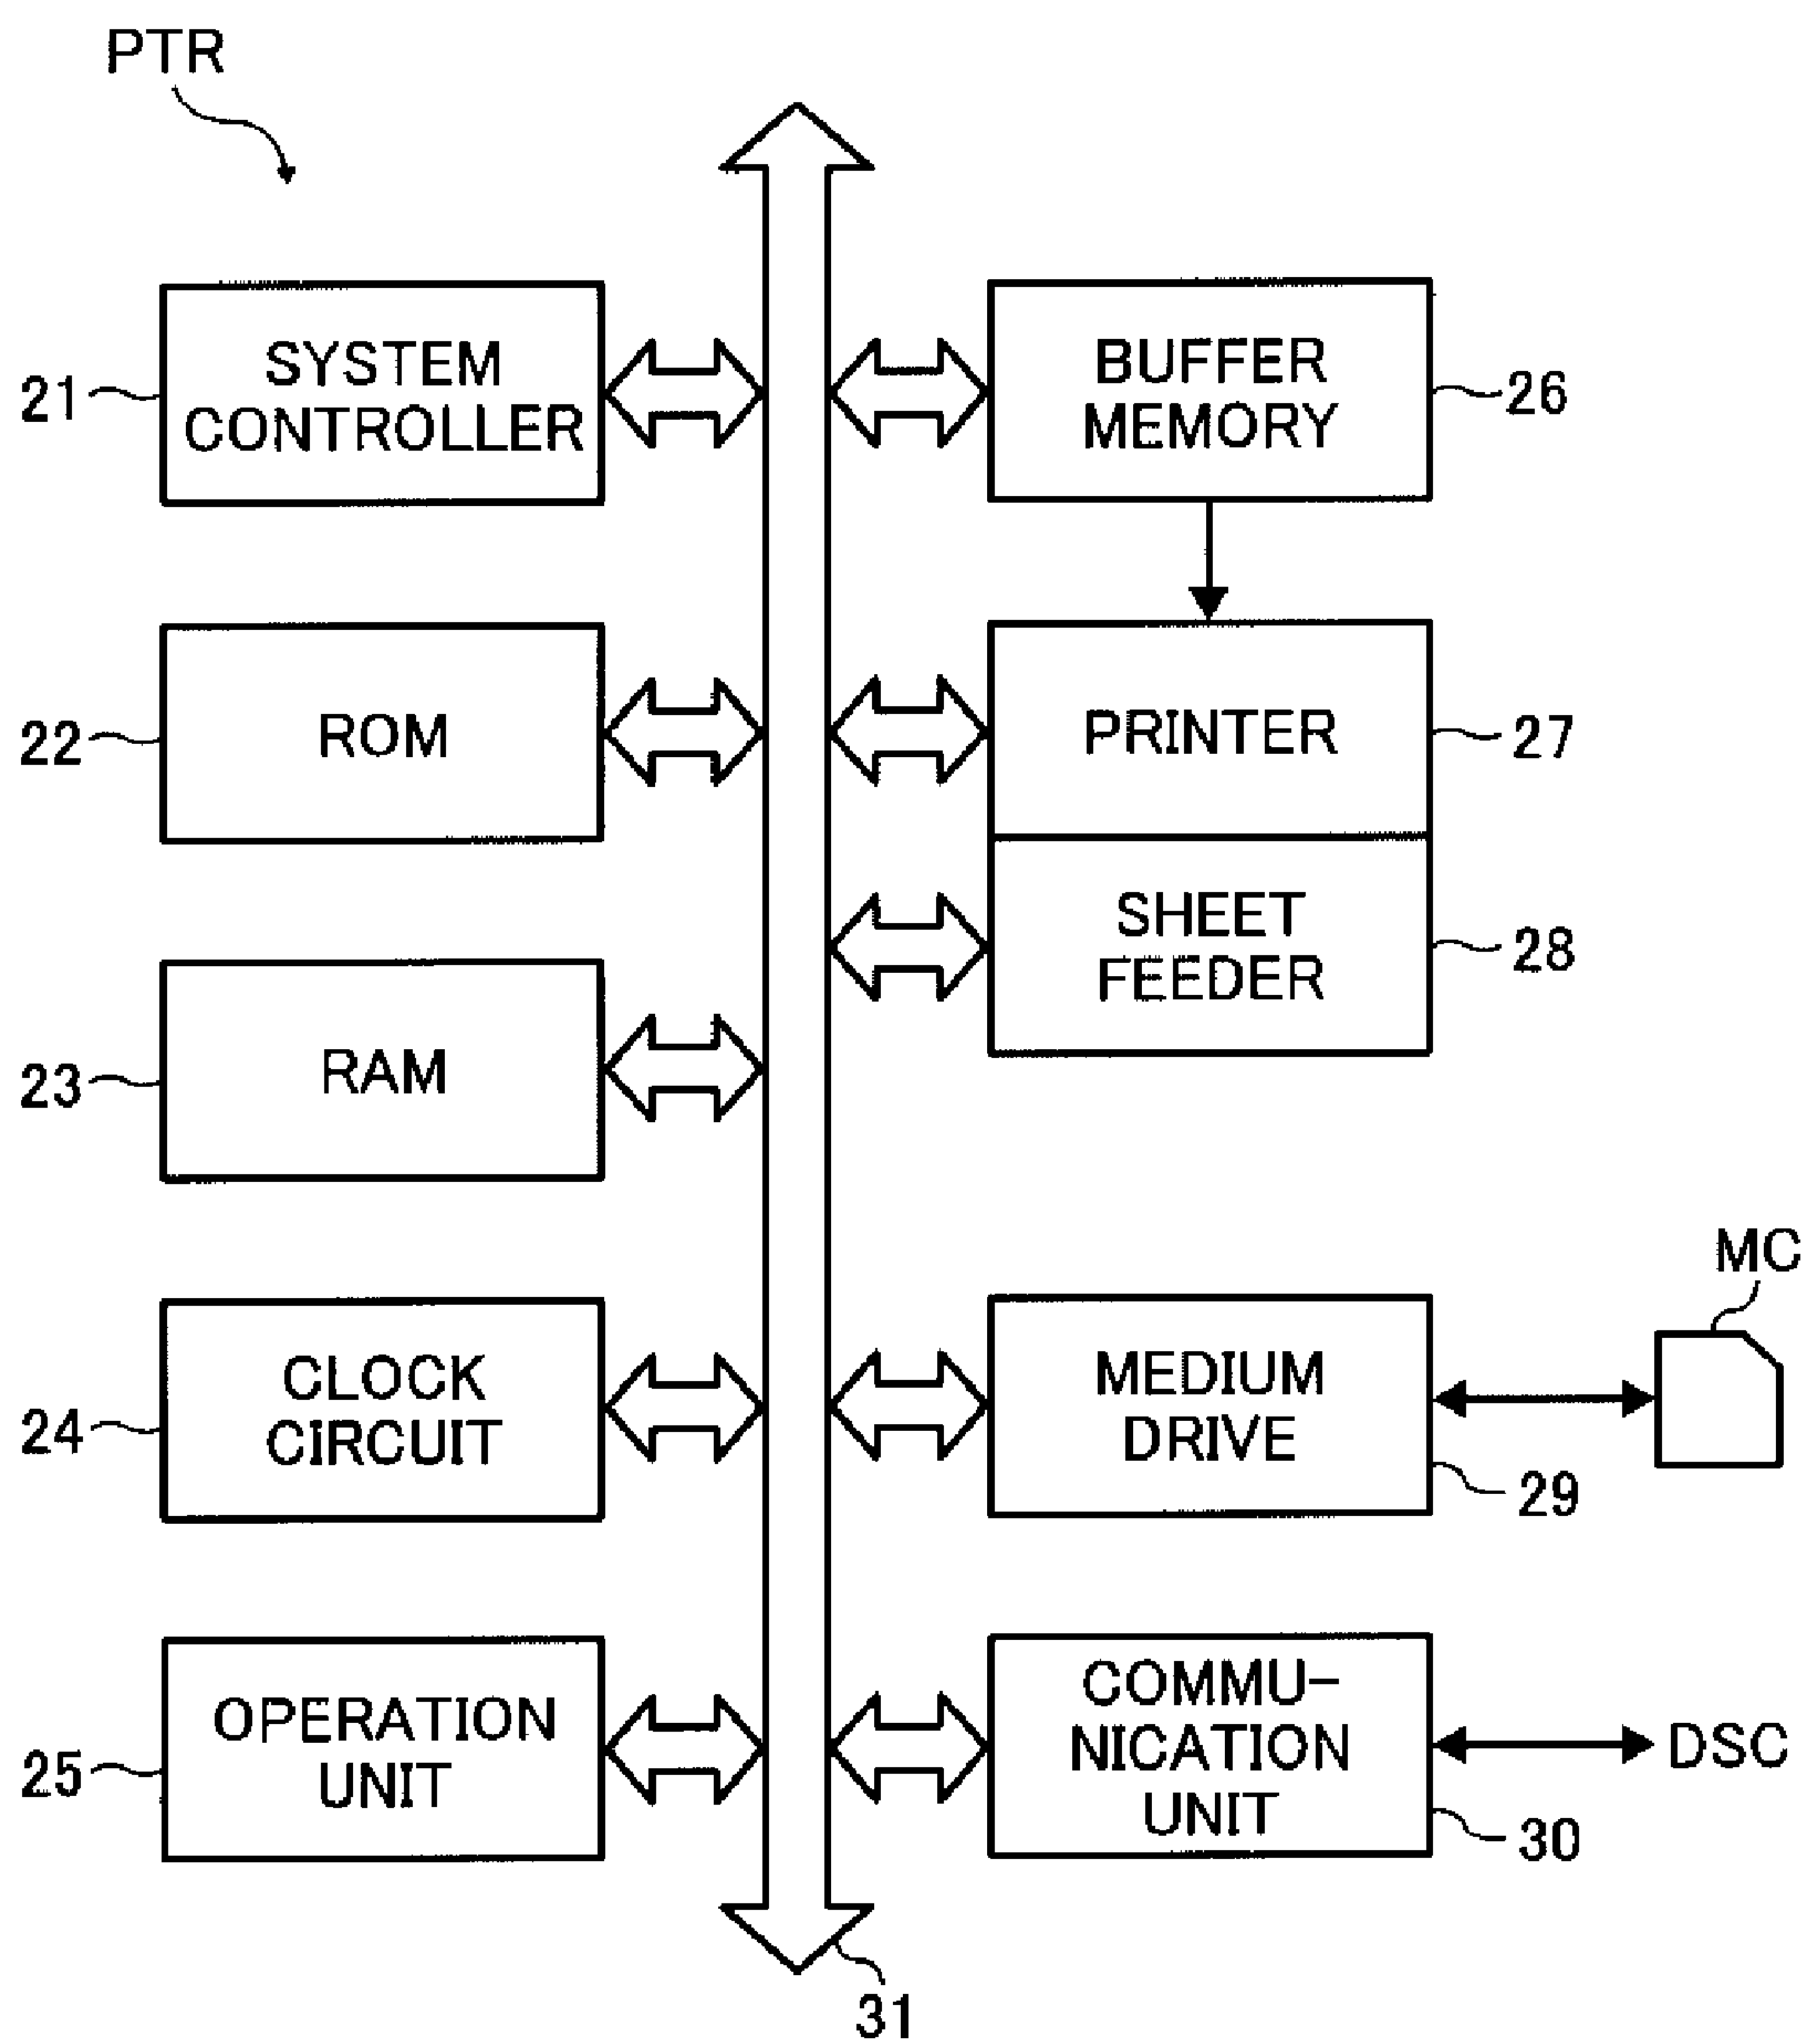 PTR
21
SYSTEM
CONTROLLER
BUFFER
MEMORY
26
22
ROM
PRINTER
27
SHEET
FEEDER
28
23
RAM
MC
24
CLOCK
CIRCUIT
MEDIUM
DRIVE
29
25
OPERATION
UNIT
COMMU-
NICATION
UNIT
DSC
30
31